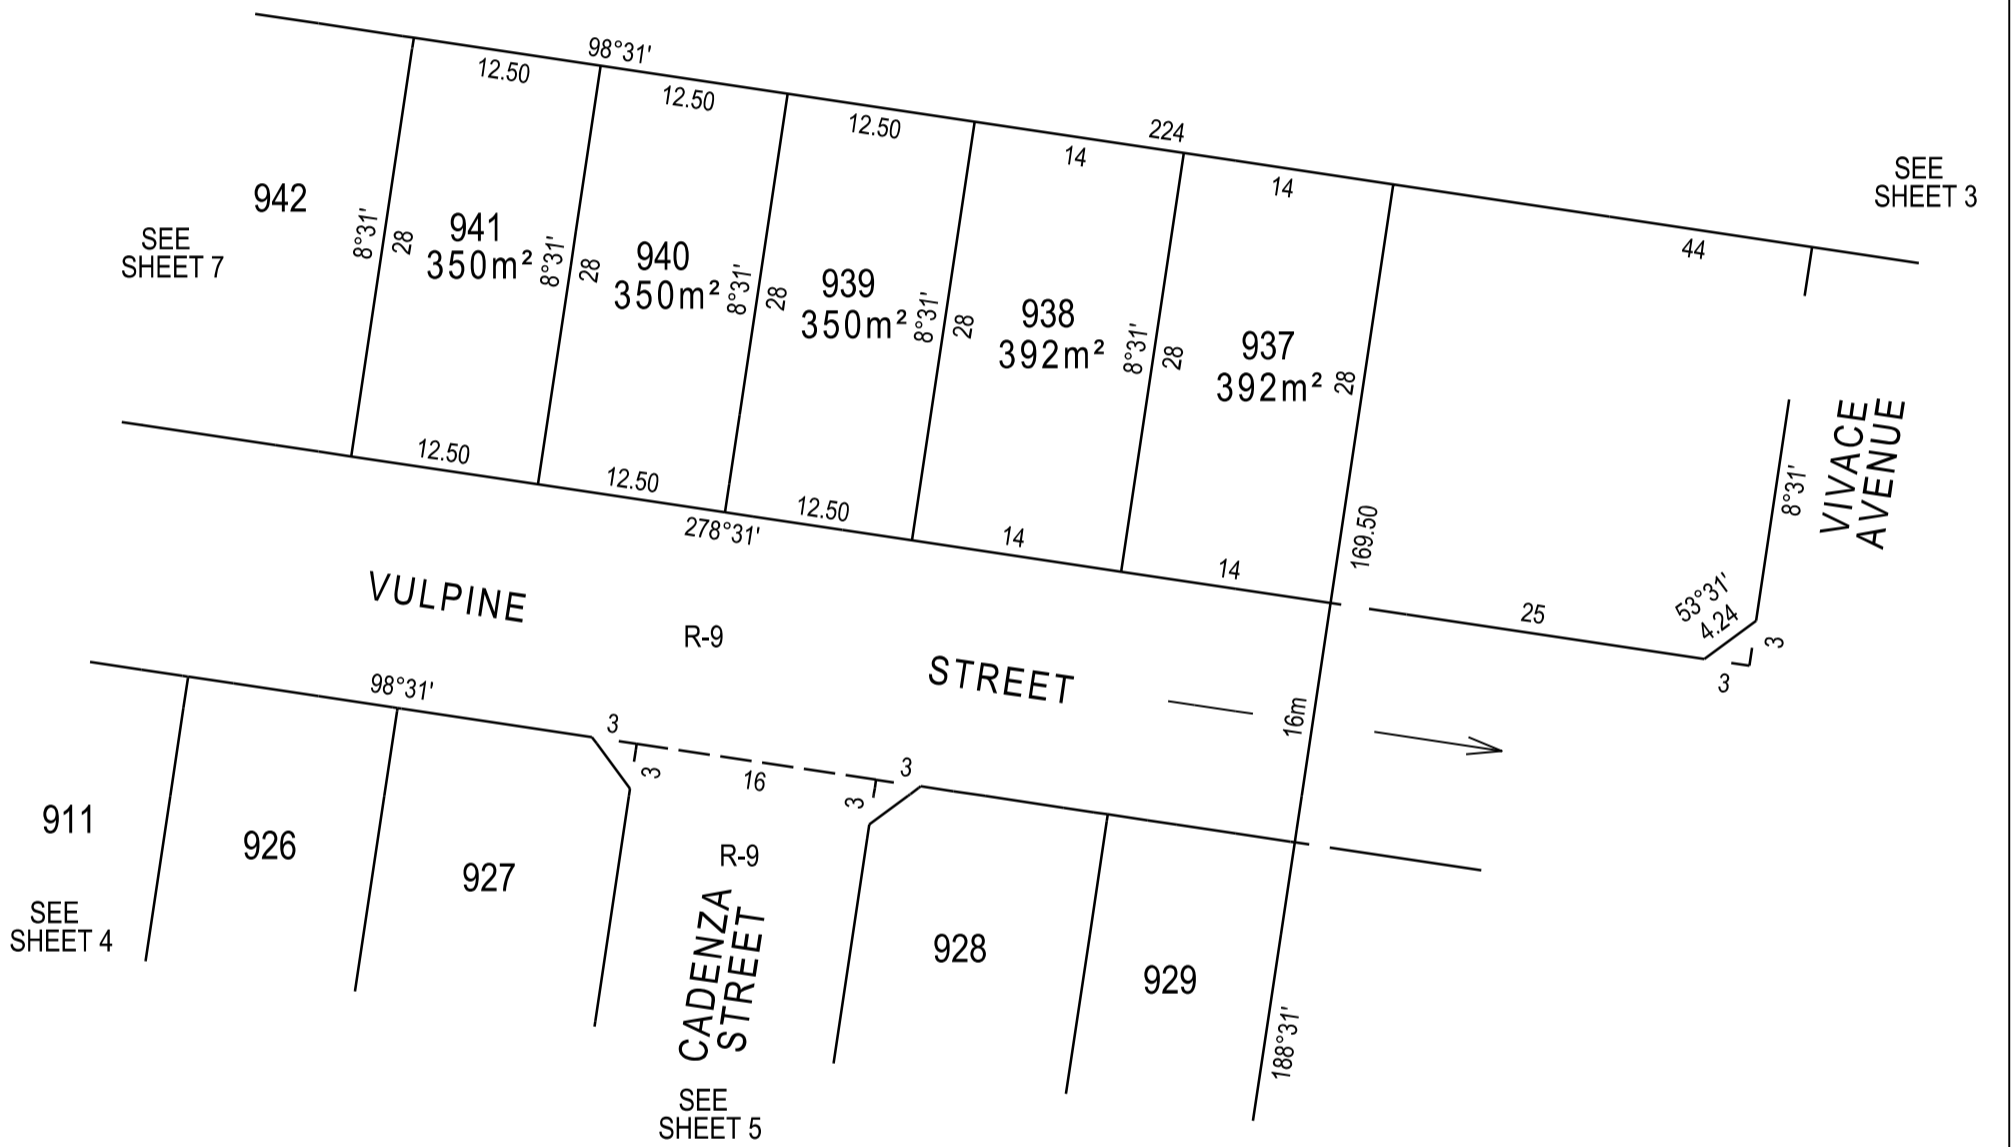 98°31'
12.50
12.50
12.50
224
14
14
44
SEE
SHEET 3
942
SEE
SHEET 7
8°31'
28
941
350m²
8°31'
28
940
350m²
8°31'
28
939
350m²
8°31'
28
938
392m²
8°31'
28
937
392m²
28
VIVACE
AVENUE
8°31'
12.50
12.50
12.50
278°31'
14
14
169.50
25
53°31'
4.24
3
3
VULPINE
STREET
R-9
16m
98°31'
3
3
16
3
3
911
926
927
R-9
CADENZA
STREET
928
929
188°31'
SEE
SHEET 4
SEE
SHEET 5